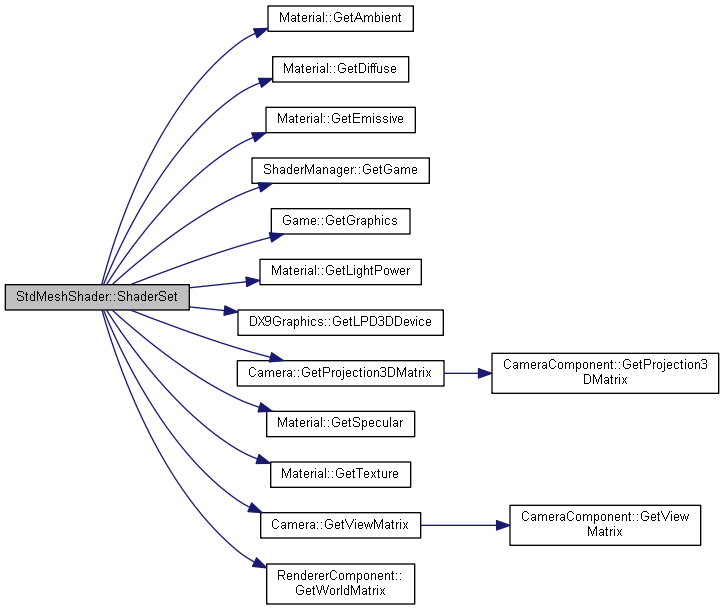 Material::GetAmbient
Material::GetDiffuse
Material::GetEmissive
ShaderManager::GetGame
Game::GetGraphics
Material::GetLightPower
StdMeshShader::ShaderSet
DX9Graphics::GetLPD3DDevice
Camera::GetProjection3DMatrix
CameraComponent::GetProjection3
DMatrix
Material::GetSpecular
Material::GetTexture
Camera::GetViewMatrix
CameraComponent::GetView
Matrix
RendererComponent::
GetWorldMatrix